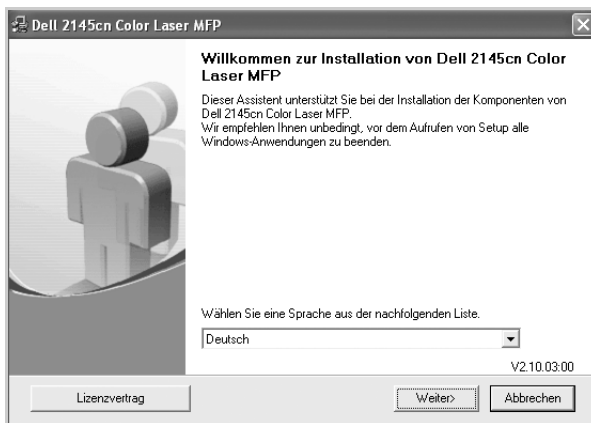 Dell 2145cn Color Laser MFP
Willkommen zur Installation von Dell 2145cn Color
Laser MFP
Dieser Assistent unterstützt Sie bei der Installation der Komponenten von
Dell 2145cn Color Laser MFP.
Wir empfehlen Ihnen unbedingt, vor dem Aufrufen von Setup alle
Windows-Anwendungen zu beenden.
Wählen Sie eine Sprache aus der nachfolgenden Liste.
Deutsch
V2.10.03:00
Lizenzvertrag
Weiter>
Abbrechen